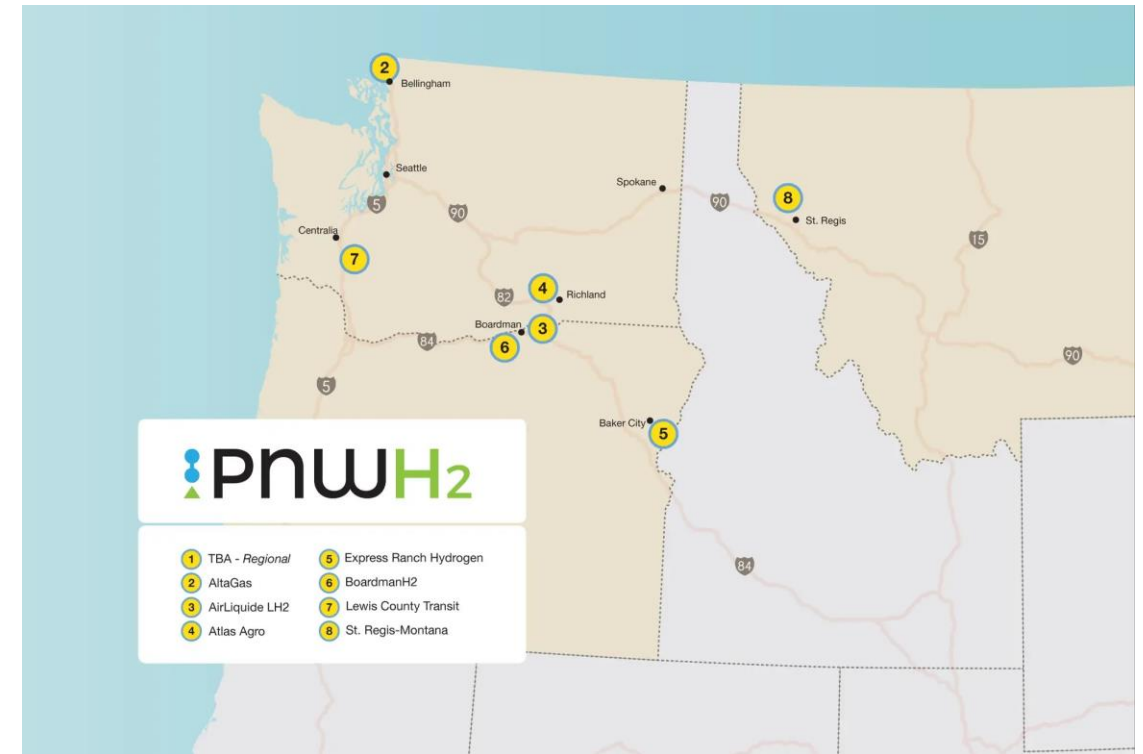 2
Bellingham
Seattle
Spokane
90
8
St. Regis
5
90
15
Centralia
7
4
Richland
82
Boardman
3
84
6
90
5
Baker City
5
PNWH2
1 TBA - Regional
2 AltaGas
3 AirLiquide LH2
4 Atlas Agro
5 Express Ranch Hydrogen
6 BoardmanH2
7 Lewis County Transit
8 St. Regis-Montana
84